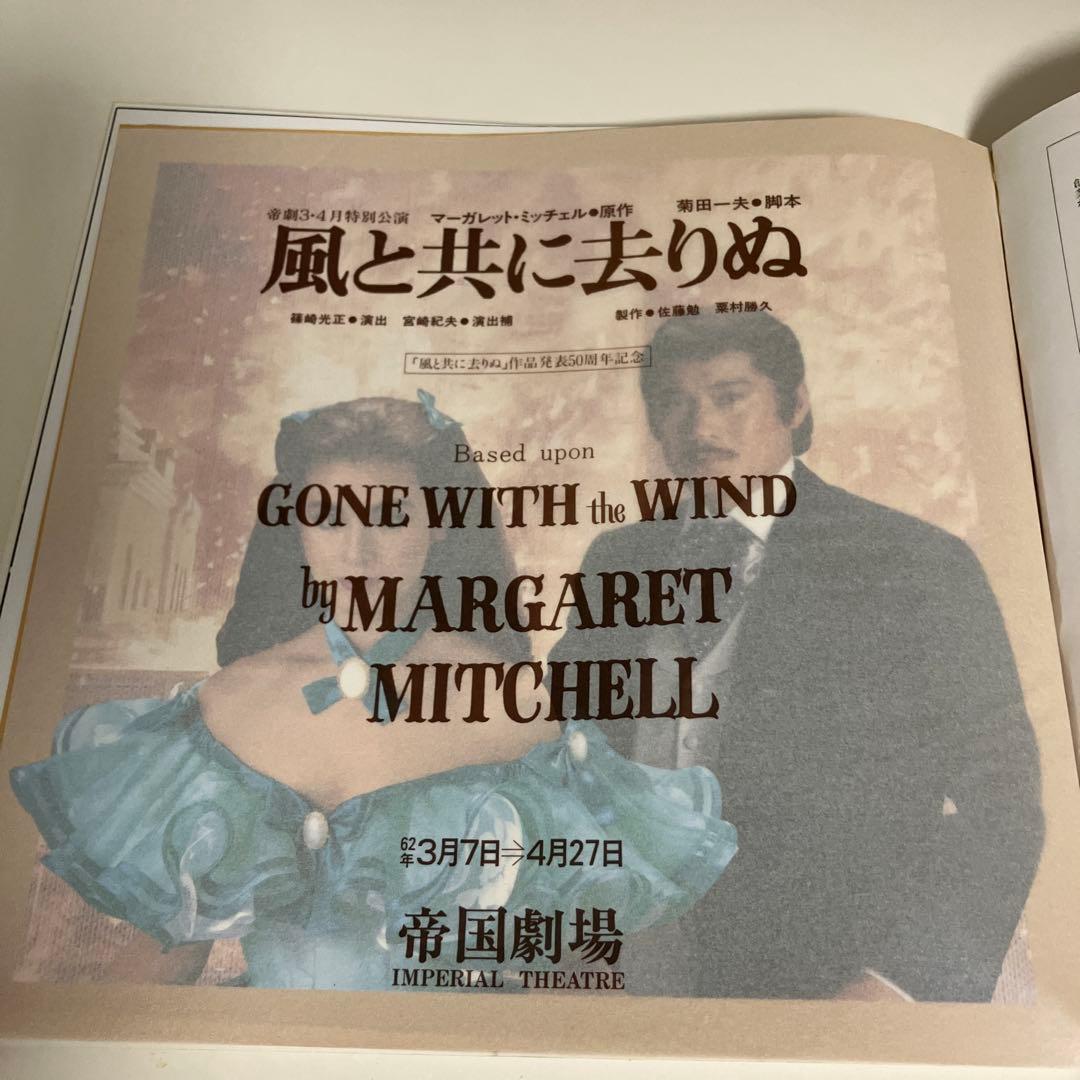 帝劇3・4月特別公演 マーガレット・ミッチェル●原作 菊田一夫●脚本
風と共に去りぬ
篠崎光正●演出 宮崎紀夫●演出補 製作●佐藤勉 粟村勝久
「風と共に去りぬ」作品発表50周年記念
Based upon
GONE WITH the WIND
by MARGARET
MITCHELL
62年3月7日⇒4月27日
帝国劇場
IMPERIAL THEATRE